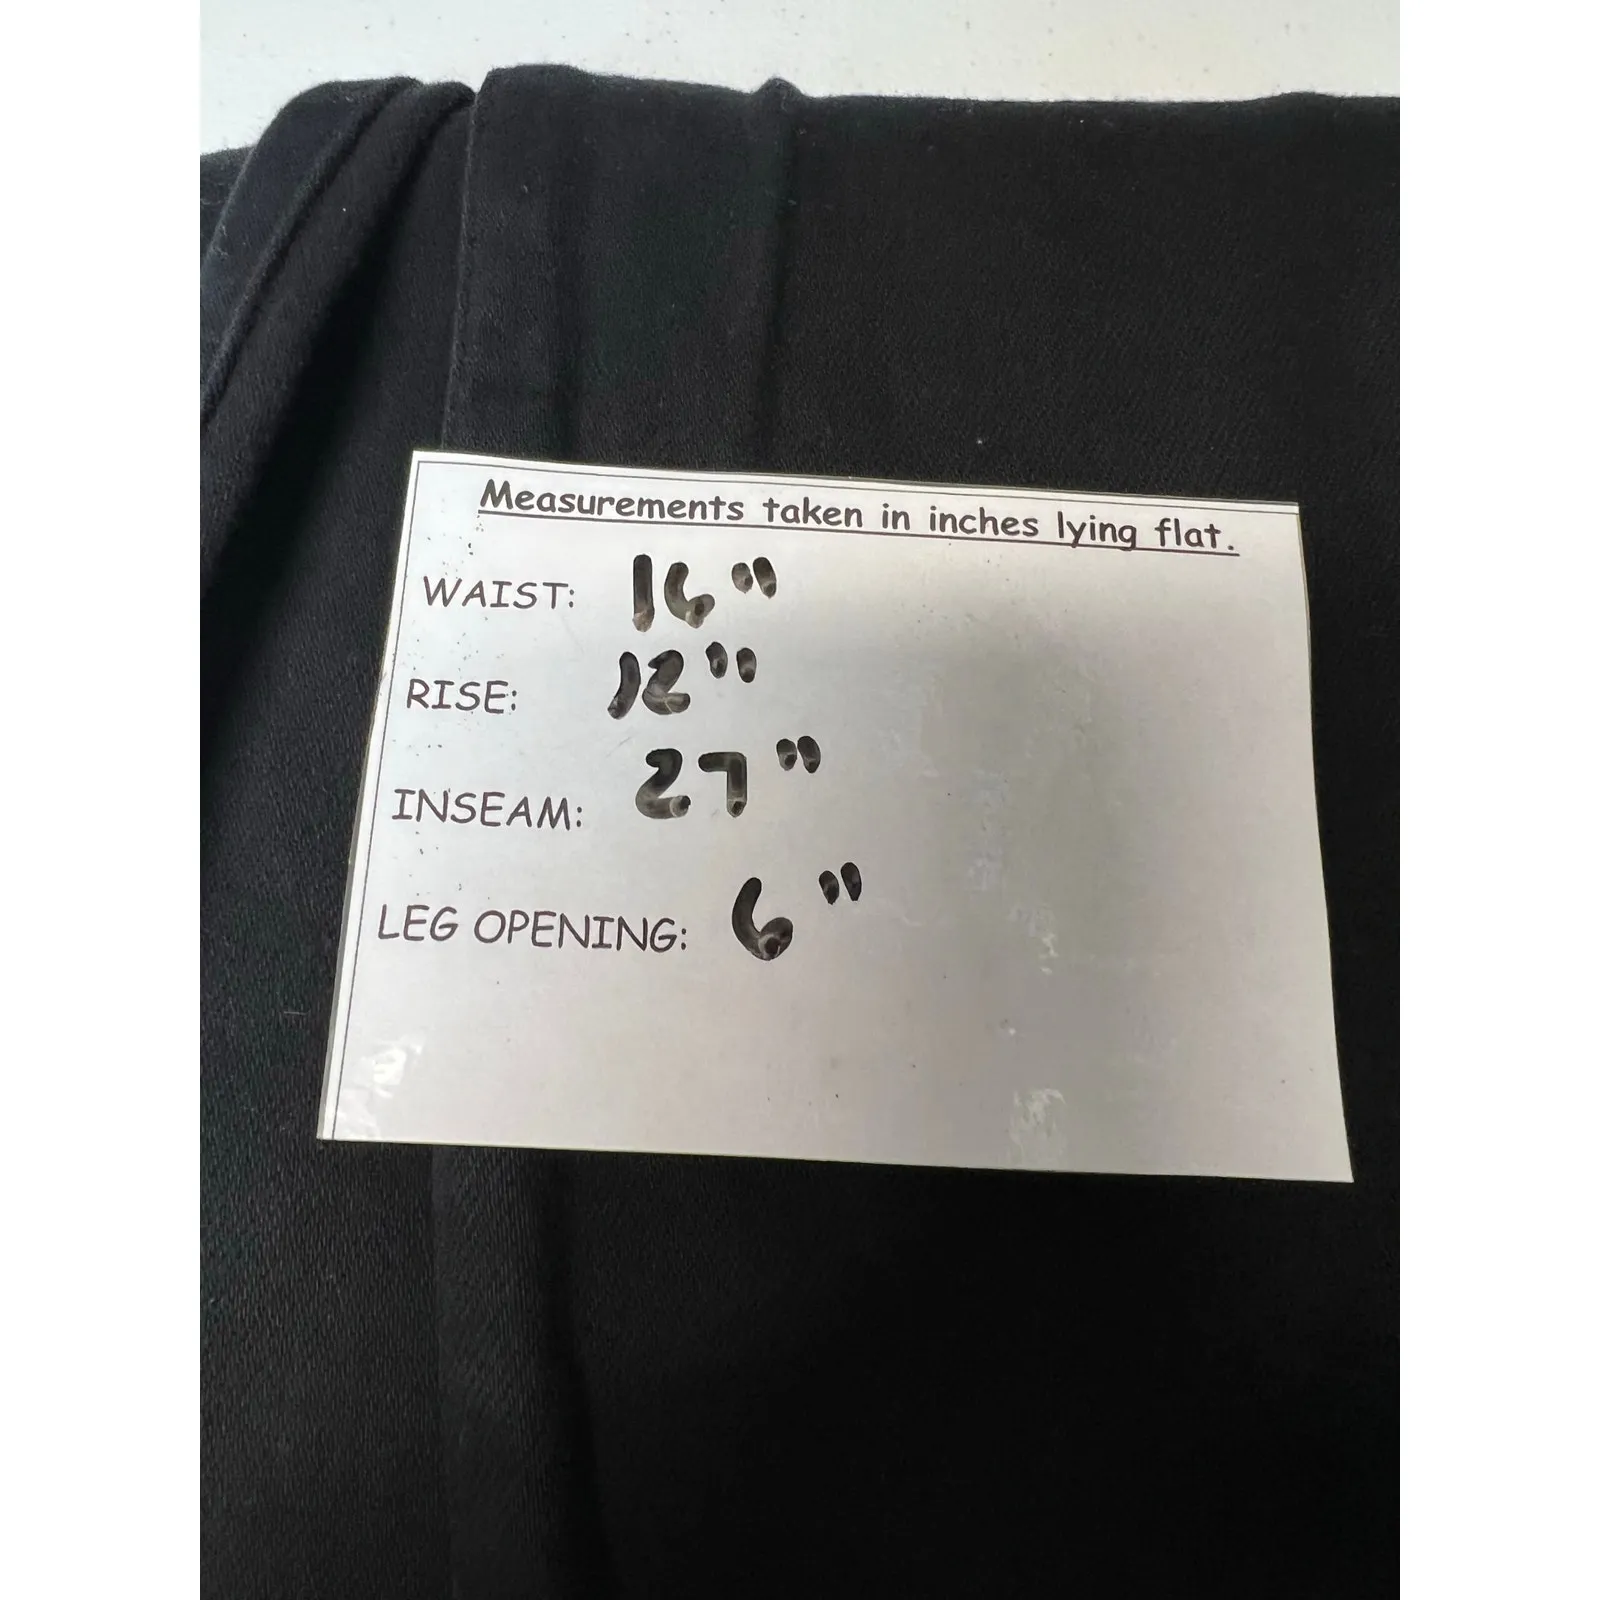 Measurements taken in inches lying flat.
WAIST: 16"
RISE: 12"
INSEAM: 27"
LEG OPENING: 6"